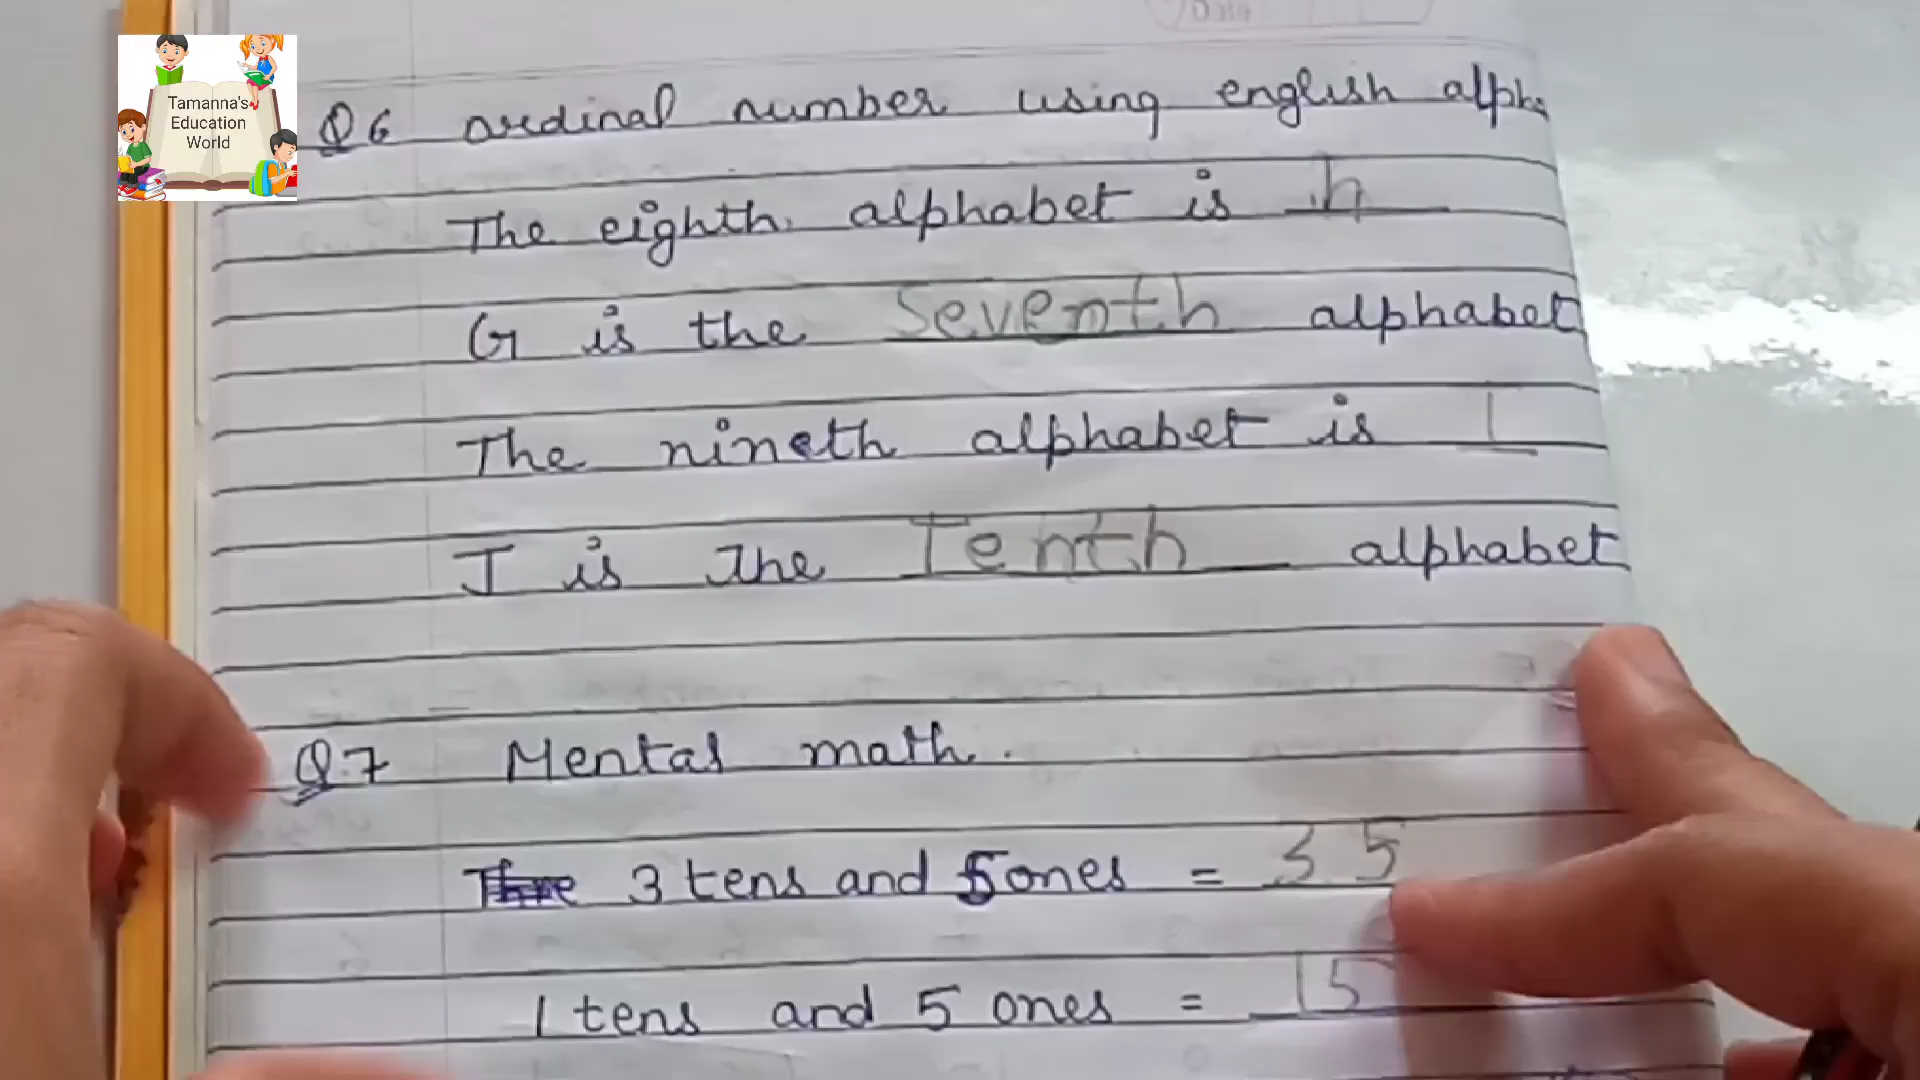 Date
Tamanna's
Education
World
Q6 ordinal number using english alpha
The eighth alphabet is h
G is the Seventh alphabet
The nineth alphabet is I
J is the Tenth alphabet
Q.7 Mental math.
3 tens and 5 ones = 35
1 tens and 5 ones = 15